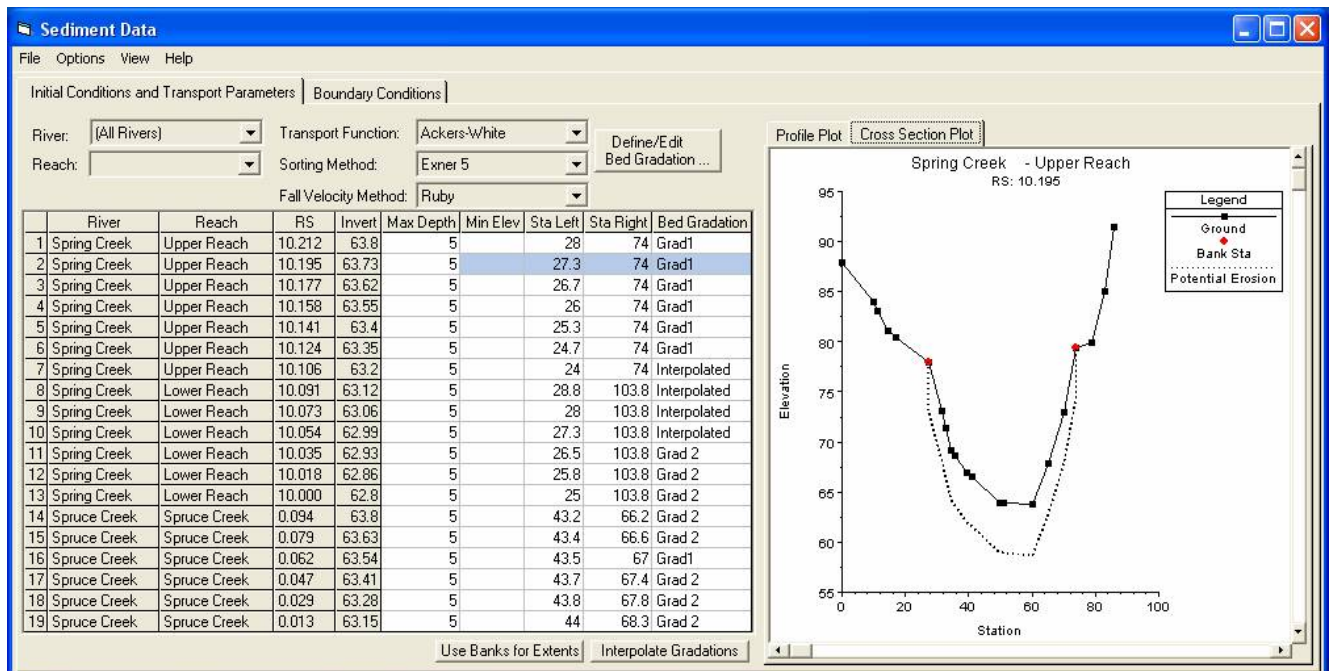 Sediment Data
File Options View Help
Initial Conditions and Transport Parameters Boundary Conditions
River: (All Rivers) Transport Function: Ackers-White Define/Edit Bed Gradation ...
Reach: Sorting Method: Exner 5
Fall Velocity Method: Ruby
River Reach RS Invert Max Depth Min Elev Sta Left Sta Right Bed Gradation
1 Spring Creek Upper Reach 10.212 63.8 5 28 74 Grad1
2 Spring Creek Upper Reach 10.195 63.73 5 27.3 74 Grad1
3 Spring Creek Upper Reach 10.177 63.62 5 26.7 74 Grad1
4 Spring Creek Upper Reach 10.158 63.55 5 26 74 Grad1
5 Spring Creek Upper Reach 10.141 63.4 5 25.3 74 Grad1
6 Spring Creek Upper Reach 10.124 63.35 5 24.7 74 Grad1
7 Spring Creek Upper Reach 10.106 63.2 5 24 74 Interpolated
8 Spring Creek Lower Reach 10.091 63.12 5 28.8 103.8 Interpolated
9 Spring Creek Lower Reach 10.073 63.06 5 28 103.8 Interpolated
10 Spring Creek Lower Reach 10.054 62.99 5 27.3 103.8 Interpolated
11 Spring Creek Lower Reach 10.035 62.93 5 26.5 103.8 Grad 2
12 Spring Creek Lower Reach 10.018 62.86 5 25.8 103.8 Grad 2
13 Spring Creek Lower Reach 10.000 62.8 5 25 103.8 Grad 2
14 Spruce Creek Spruce Creek 0.094 63.8 5 43.2 66.2 Grad 2
15 Spruce Creek Spruce Creek 0.079 63.63 5 43.4 66.6 Grad 2
16 Spruce Creek Spruce Creek 0.062 63.54 5 43.5 67 Grad1
17 Spruce Creek Spruce Creek 0.047 63.41 5 43.7 67.4 Grad 2
18 Spruce Creek Spruce Creek 0.029 63.28 5 43.8 67.8 Grad 2
19 Spruce Creek Spruce Creek 0.013 63.15 5 44 68.3 Grad 2
Use Banks for Extents Interpolate Gradations
Profile Plot Cross Section Plot
Spring Creek - Upper Reach
RS: 10.195
Legend
Ground
Bank Sta
Potential Erosion
Elevation
95
90
85
80
75
70
65
60
55
0 20 40 60 80 100
Station